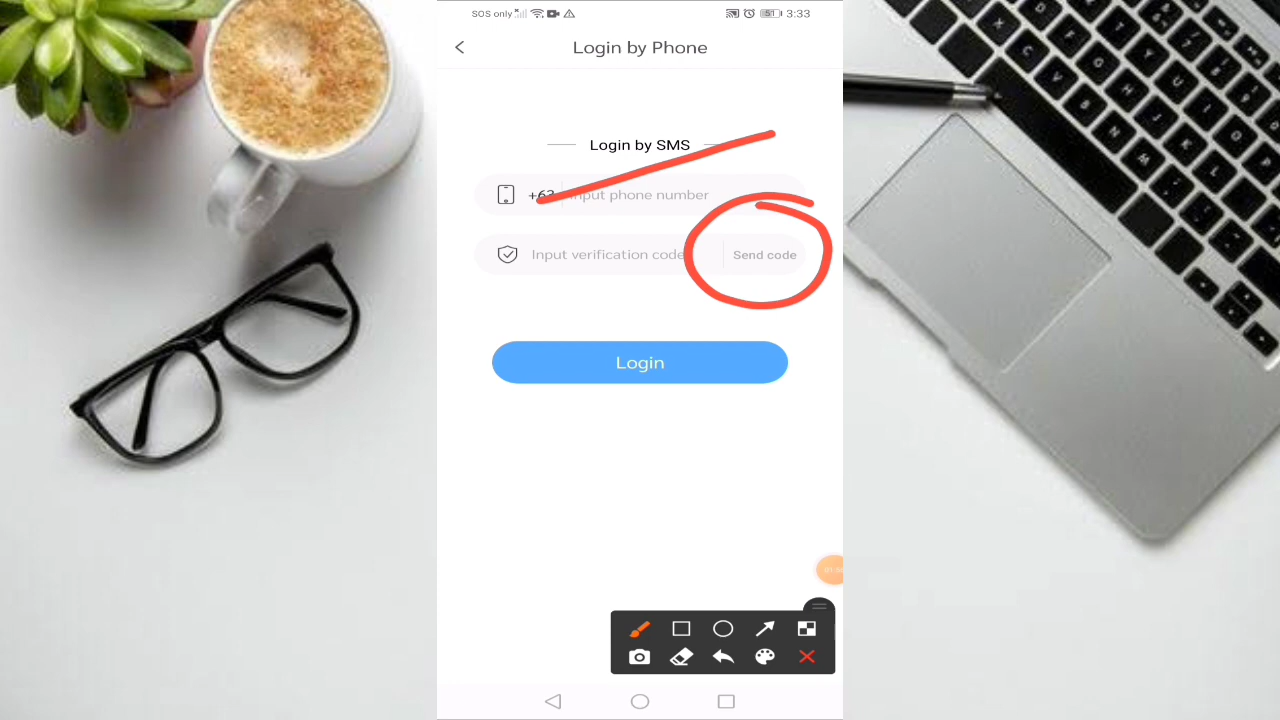 SOS only 51 3:33
Login by Phone
Login by SMS
+63 Input phone number
Input verification code Send code
Login